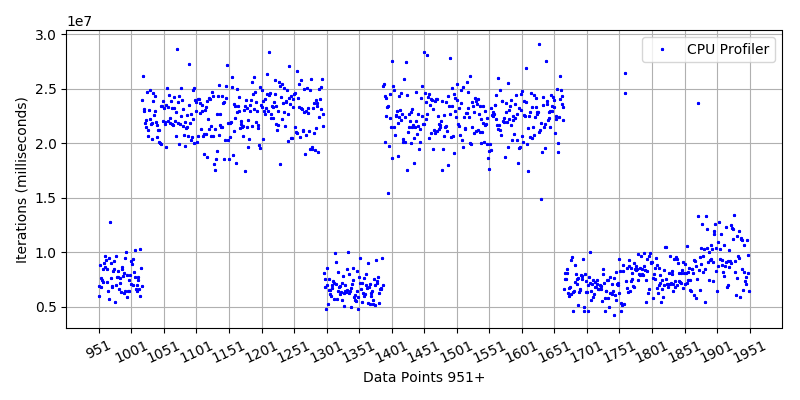 1e7
3.0
2.5
2.0
1.5
1.0
0.5
Iterations (milliseconds)
CPU Profiler
951 1001 1051 1101 1151 1201 1251 1301 1351 1401 1451 1501 1551 1601 1651 1701 1751 1801 1851 1901 1951
Data Points 951+